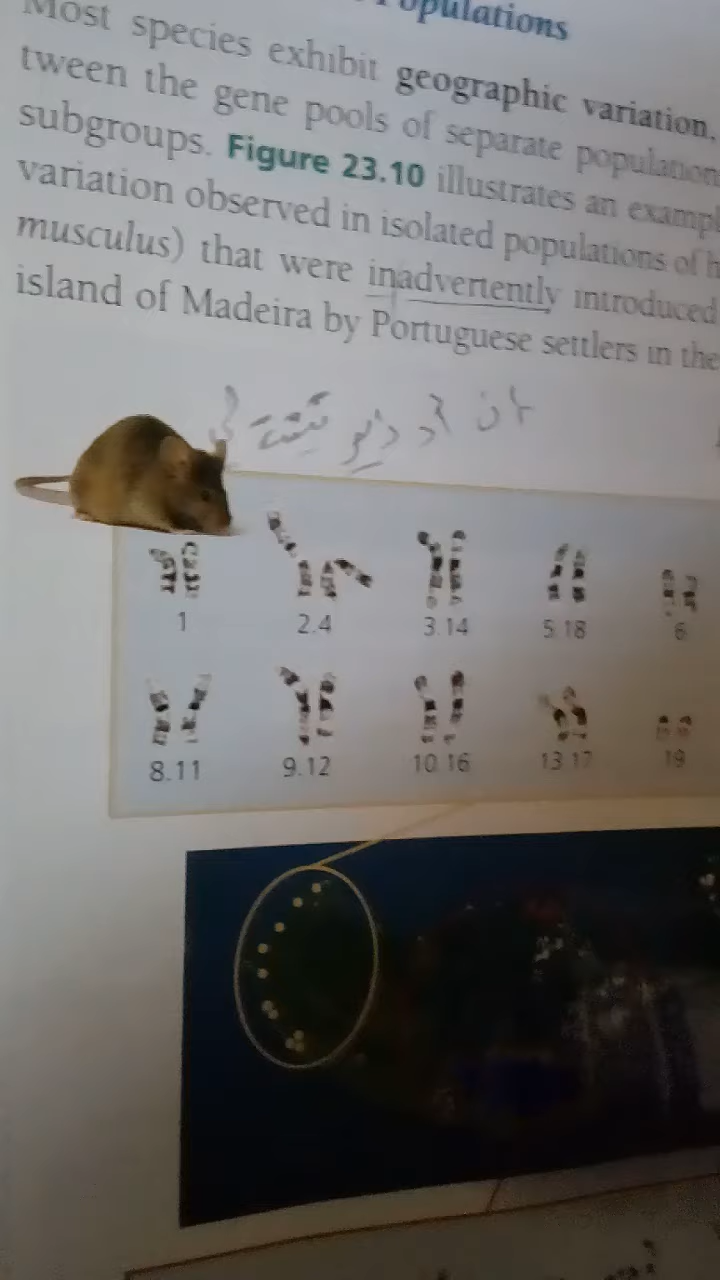 opulations
Most species exhibit geographic variation,
tween the gene pools of separate population
subgroups. Figure 23.10 illustrates an examp
variation observed in isolated populations of h
musculus) that were inadvertently introduced
island of Madeira by Portuguese settlers in the
1 2.4 3.14 5.18 6
8.11 9.12 10.16 13.17 19